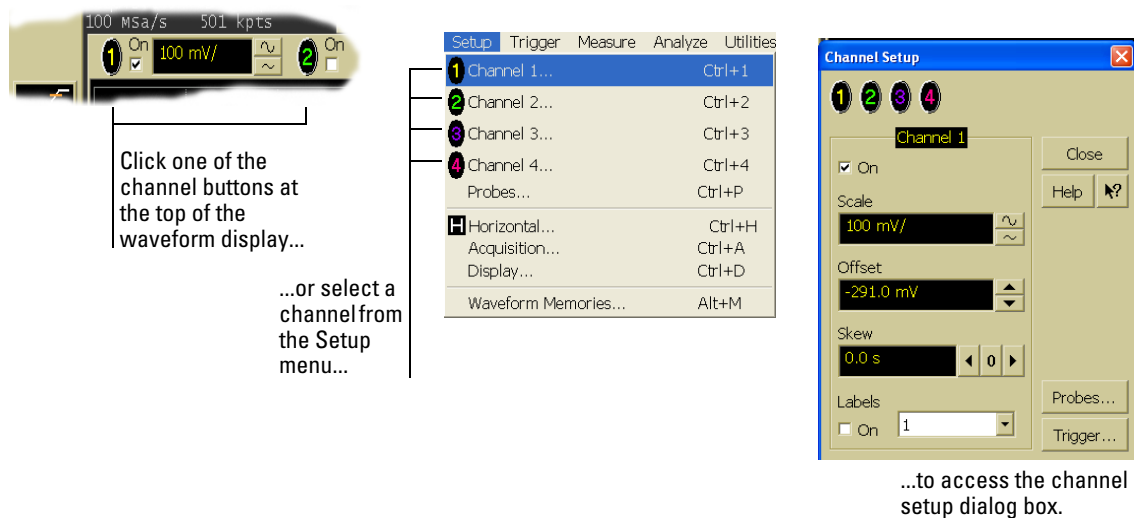 100 MSa/s 501 kpts
1 On 100 mV/ 2 On
Click one of the
channel buttons at
the top of the
waveform display...
Setup Trigger Measure Analyze Utilities
1 Channel 1... Ctrl+1
2 Channel 2... Ctrl+2
3 Channel 3... Ctrl+3
4 Channel 4... Ctrl+4
Probes... Ctrl+P
H Horizontal... Ctrl+H
Acquisition... Ctrl+A
Display... Ctrl+D
Waveform Memories... Alt+M
...or select a
channel from
the Setup
menu...
Channel Setup
1 2 3 4
Channel 1
On
Close
Help ?
Scale
100 mV/
Offset
-291.0 mV
Skew
0.0 s 0
Labels
On 1
Probes...
Trigger...
...to access the channel
setup dialog box.